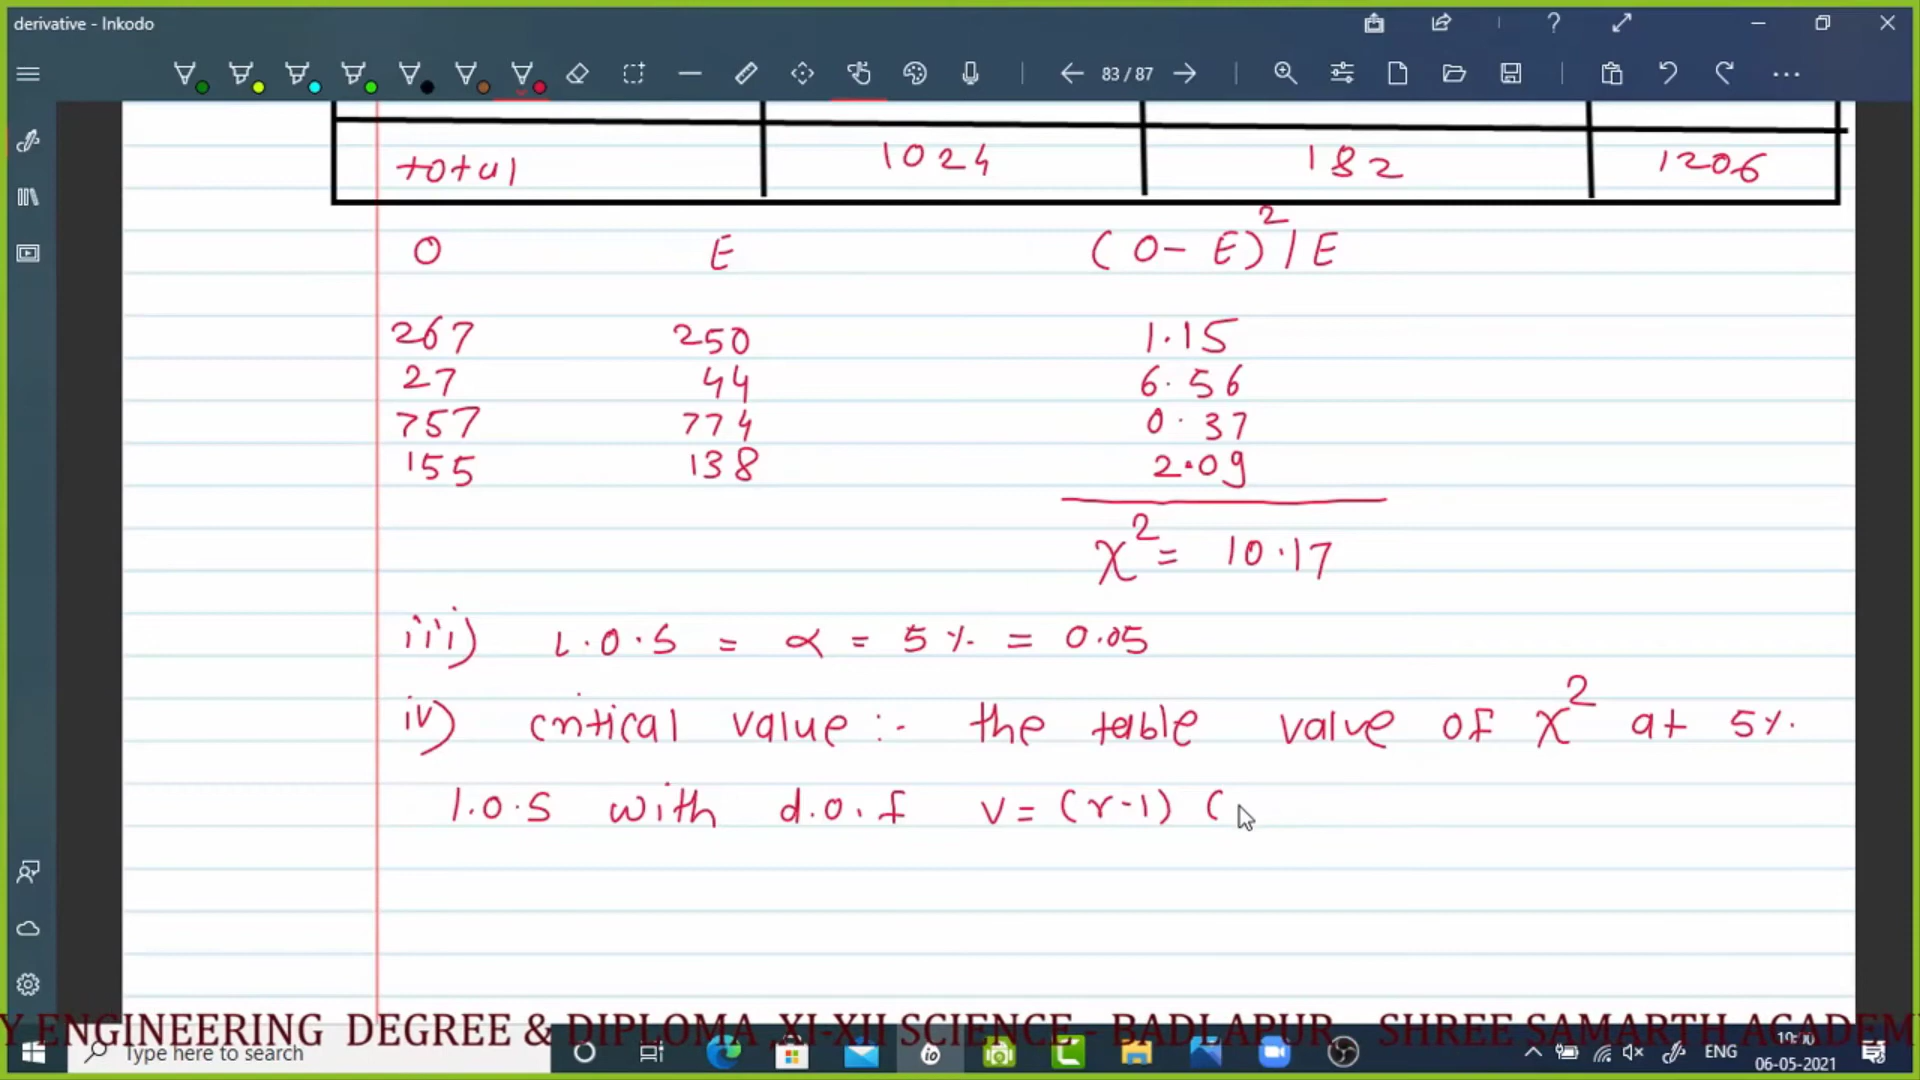 derivative - Inkodo
83 / 87
total 1024 182 1206
O E (O - E)² / E
267 250 1.15
27 44 6.56
757 774 0.37
155 138 2.09
χ² = 10.17
iii) l.o.s = α = 5 % = 0.05
iv) critical value :- the table value of χ² at 5%
l.o.s with d.o.f v = (r-1) (
Y ENGINEERING DEGREE & DIPLOMA ,XI-XII SCIENCE - BADLAPUR SHREE SAMARTH ACADEM
Type here to search
ENG
06-05-2021